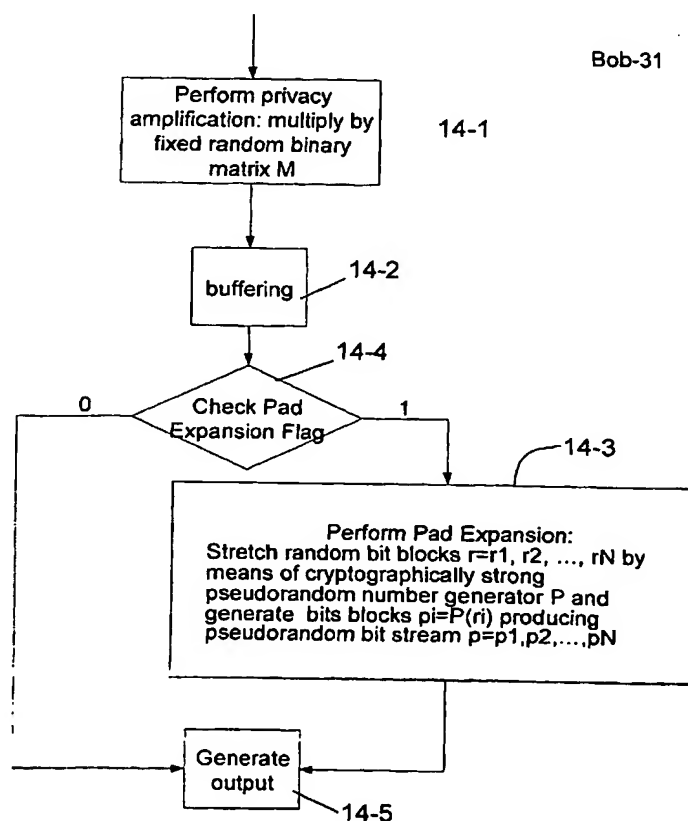 Bob-31
Perform privacy
amplification: multiply by
fixed random binary
matrix M
14-1
buffering
14-2
14-4
Check Pad
Expansion Flag
0
1
14-3
Perform Pad Expansion:
Stretch random bit blocks r=r1, r2, ..., rN by
means of cryptographically strong
pseudorandom number generator P and
generate bits blocks pi=P(ri) producing
pseudorandom bit stream p=p1,p2,...,pN
Generate
output
14-5